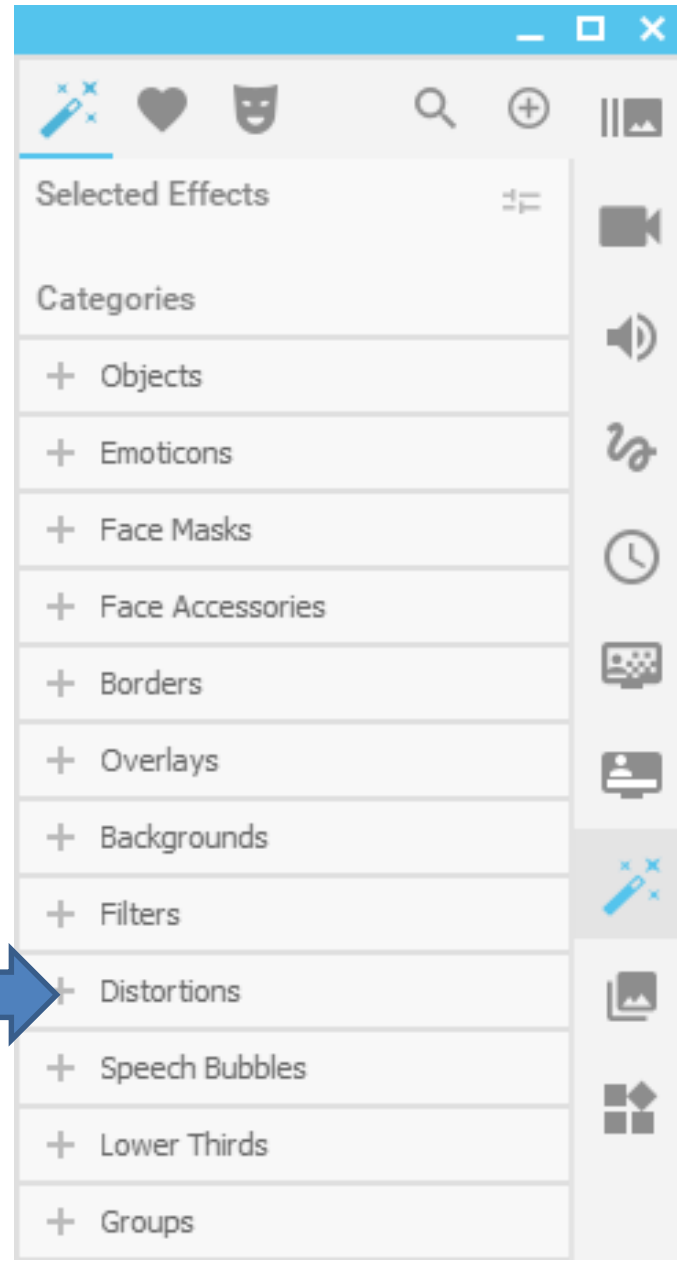 Selected Effects
Categories
Objects
Emoticons
Face Masks
Face Accessories
Borders
Overlays
Backgrounds
Filters
Distortions
Speech Bubbles
Lower Thirds
Groups